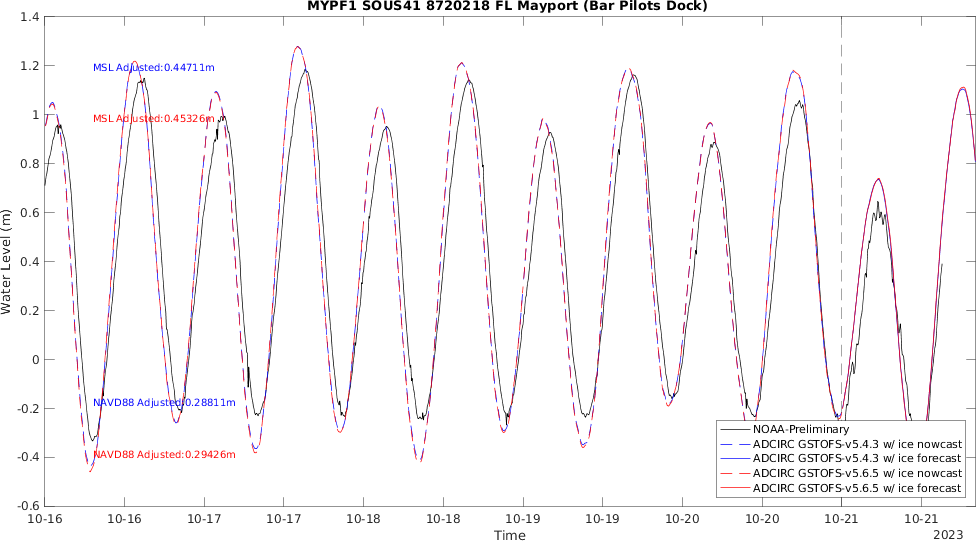 MYPF1 SOUS41 8720218 FL Mayport (Bar Pilots Dock)
1.4
1.2
1
0.8
0.6
0.4
0.2
0
-0.2
-0.4
-0.6
Water Level (m)
MSL Adjusted:0.44711m
MSL Adjusted:0.45326m
NAVD88 Adjusted:0.28811m
NAVD88 Adjusted:0.29426m
NOAA-Preliminary
ADCIRC GSTOFS-v5.4.3 w/ ice nowcast
ADCIRC GSTOFS-v5.4.3 w/ ice forecast
ADCIRC GSTOFS-v5.6.5 w/ ice nowcast
ADCIRC GSTOFS-v5.6.5 w/ ice forecast
10-16 10-16 10-17 10-17 10-18 10-18 10-19 10-19 10-20 10-20 10-21 10-21
2023
Time